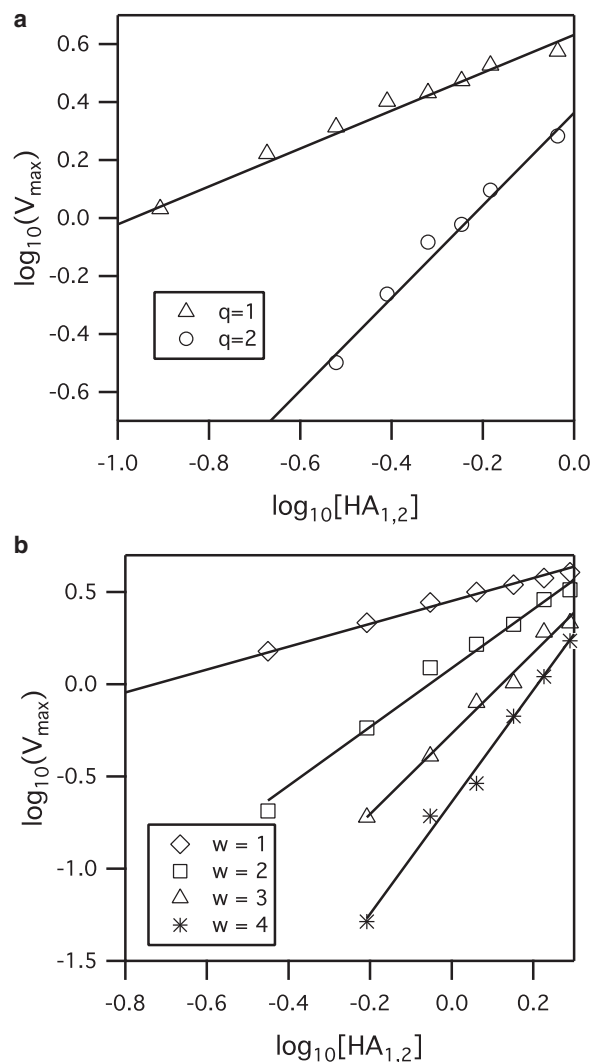 a
log10(Vmax)
0.6
0.4
0.2
0.0
-0.2
-0.4
-0.6
q=1
q=2
-1.0 -0.8 -0.6 -0.4 -0.2 0.0
log10[HA1,2]
b
log10(Vmax)
0.5
0.0
-0.5
-1.0
-1.5
w = 1
w = 2
w = 3
w = 4
-0.8 -0.6 -0.4 -0.2 0.0 0.2
log10[HA1,2]